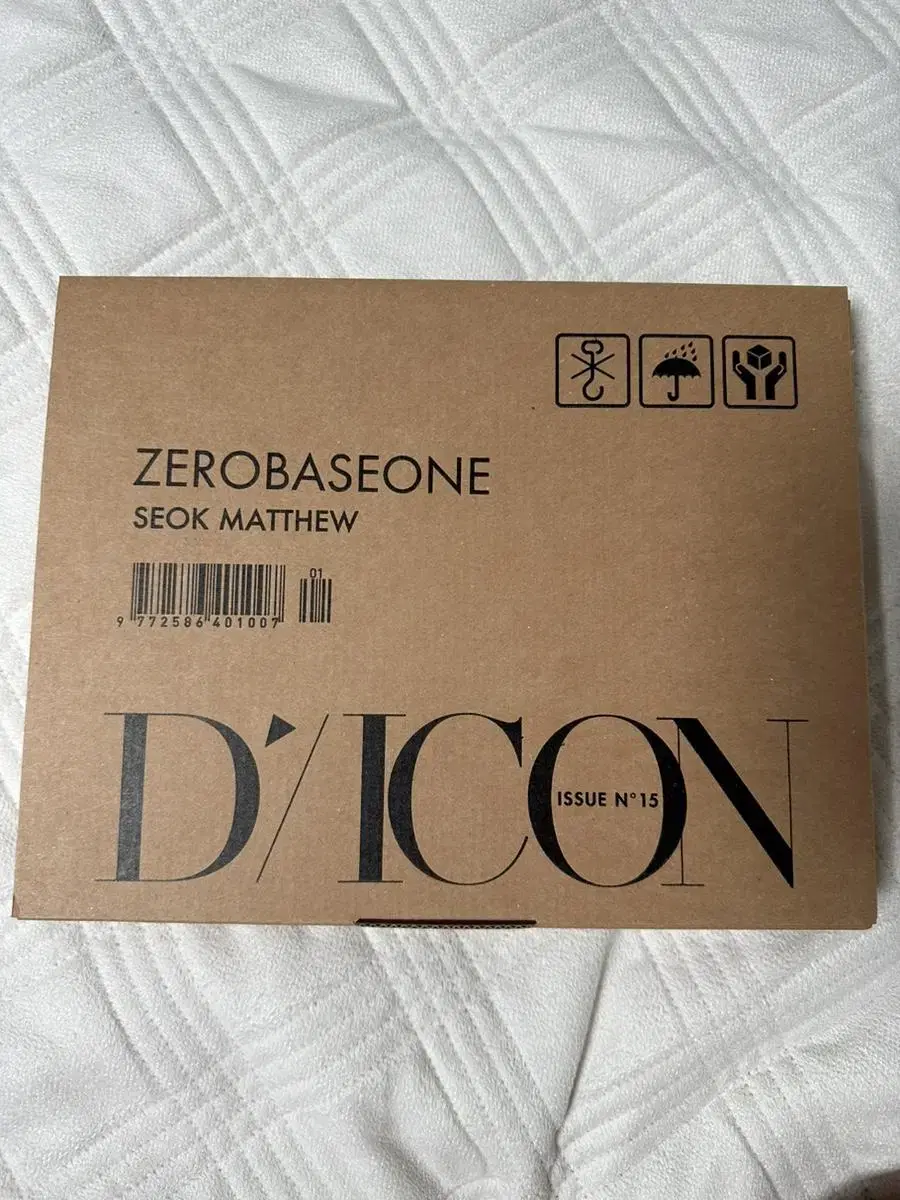 ZEROBASEONE
SEOK MATTHEW
01
9 772586 401007
D'/ICON
ISSUE N°15